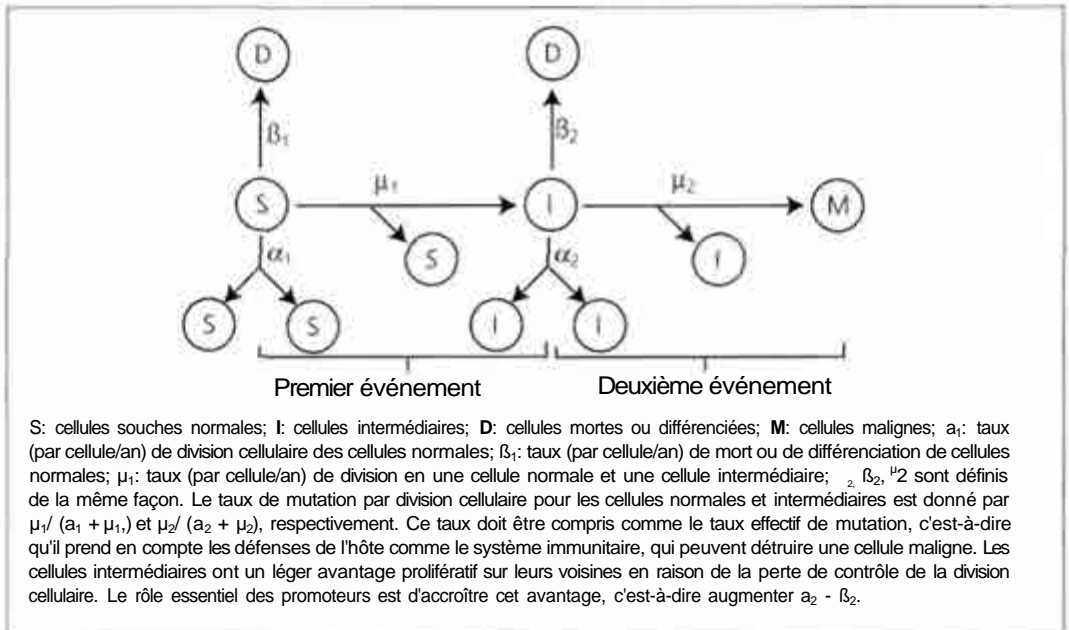 D D
ß₁ ß₂
μ₁ μ₂
S I M
α₁ S α₂ I
S S I I
Premier événement Deuxième événement
S: cellules souches normales; I: cellules intermédiaires; D: cellules mortes ou différenciées; M: cellules malignes; a₁: taux
(par cellule/an) de division cellulaire des cellules normales; ß₁: taux (par cellule/an) de mort ou de différenciation de cellules
normales; μ₁: taux (par cellule/an) de division en une cellule normale et une cellule intermédiaire; ₂, ß₂, ᵘ2 sont définis
de la même façon. Le taux de mutation par division cellulaire pour les cellules normales et intermédiaires est donné par
μ₁/ (a₁ + μ₁,) et μ₂/ (a₂ + μ₂), respectivement. Ce taux doit être compris comme le taux effectif de mutation, c'est-à-dire
qu'il prend en compte les défenses de l'hôte comme le système immunitaire, qui peuvent détruire une cellule maligne. Les
cellules intermédiaires ont un léger avantage prolifératif sur leurs voisines en raison de la perte de contrôle de la division
cellulaire. Le rôle essentiel des promoteurs est d'accroître cet avantage, c'est-à-dire augmenter a₂ - ß₂.